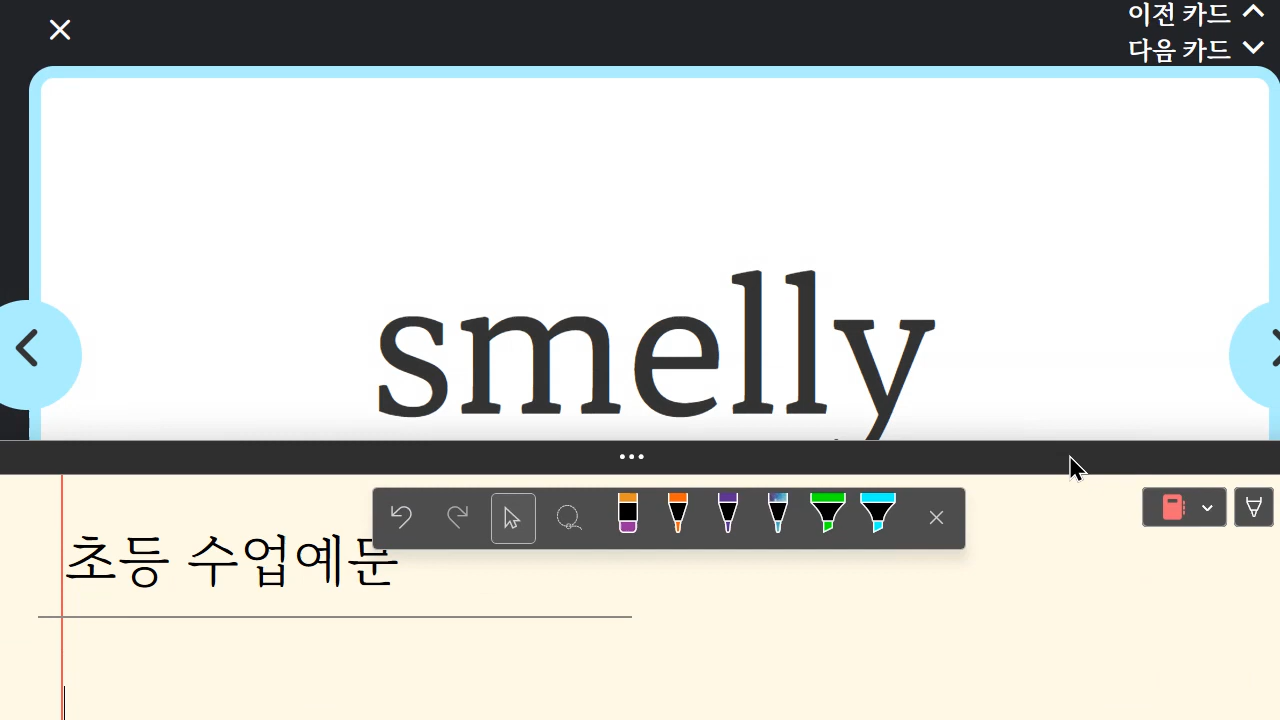 이전 카드
다음 카드
smelly
초등 수업예문